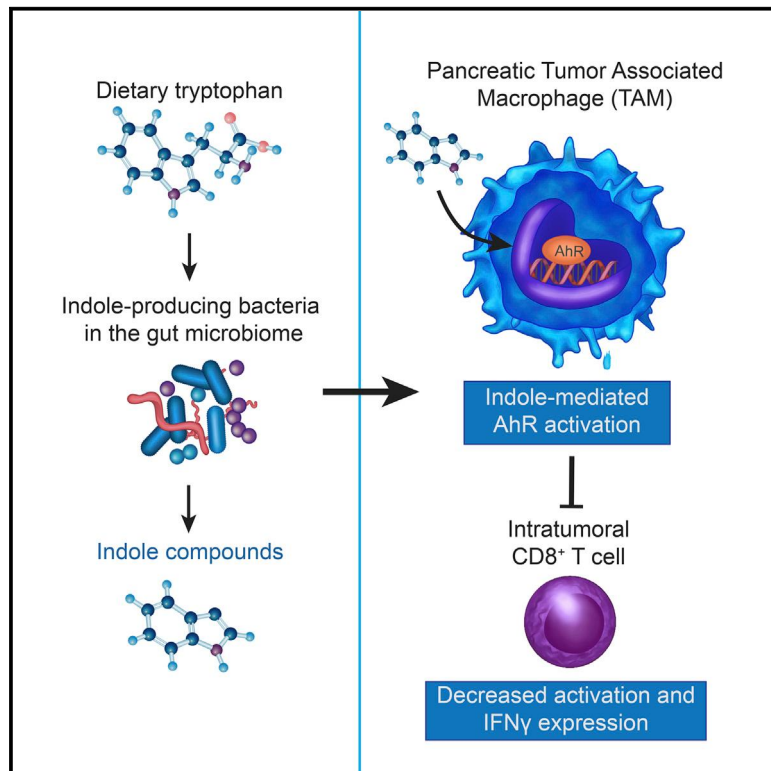 Dietary tryptophan
Indole-producing bacteria
in the gut microbiome
Indole compounds
Pancreatic Tumor Associated
Macrophage (TAM)
AhR
Indole-mediated
AhR activation
Intratumoral
CD8⁺ T cell
Decreased activation and
IFNγ expression